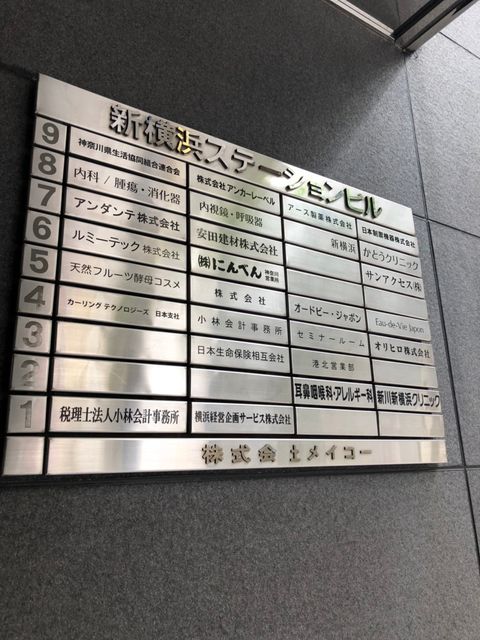 新横浜ステーションビル
9 神奈川県生活協同組合連合会 株式会社アンカーレーベル アース製薬株式会社 日本制禦機器株式会社
8 内科/腫瘍・消化器 内視鏡・呼吸器 新横浜 かとうクリニック
7 アンダンテ株式会社 安田建材株式会社 サンアクセス㈱
6 ルミーテック株式会社 ㈱にんべん 神奈川営業所
5 天然フルーツ酵母コスメ 株式会社 オードビー・ジャポン Eau-de-Vie Japon
4 カーリング テクノロジーズ 日本支社 小林会計事務所 セミナールーム オリヒロ株式会社
3 日本生命保険相互会社 港北営業部
2 耳鼻咽喉科・アレルギー科 新川新横浜クリニック
1 税理士法人小林会計事務所 横浜経営企画サービス株式会社
株式会社メイコー